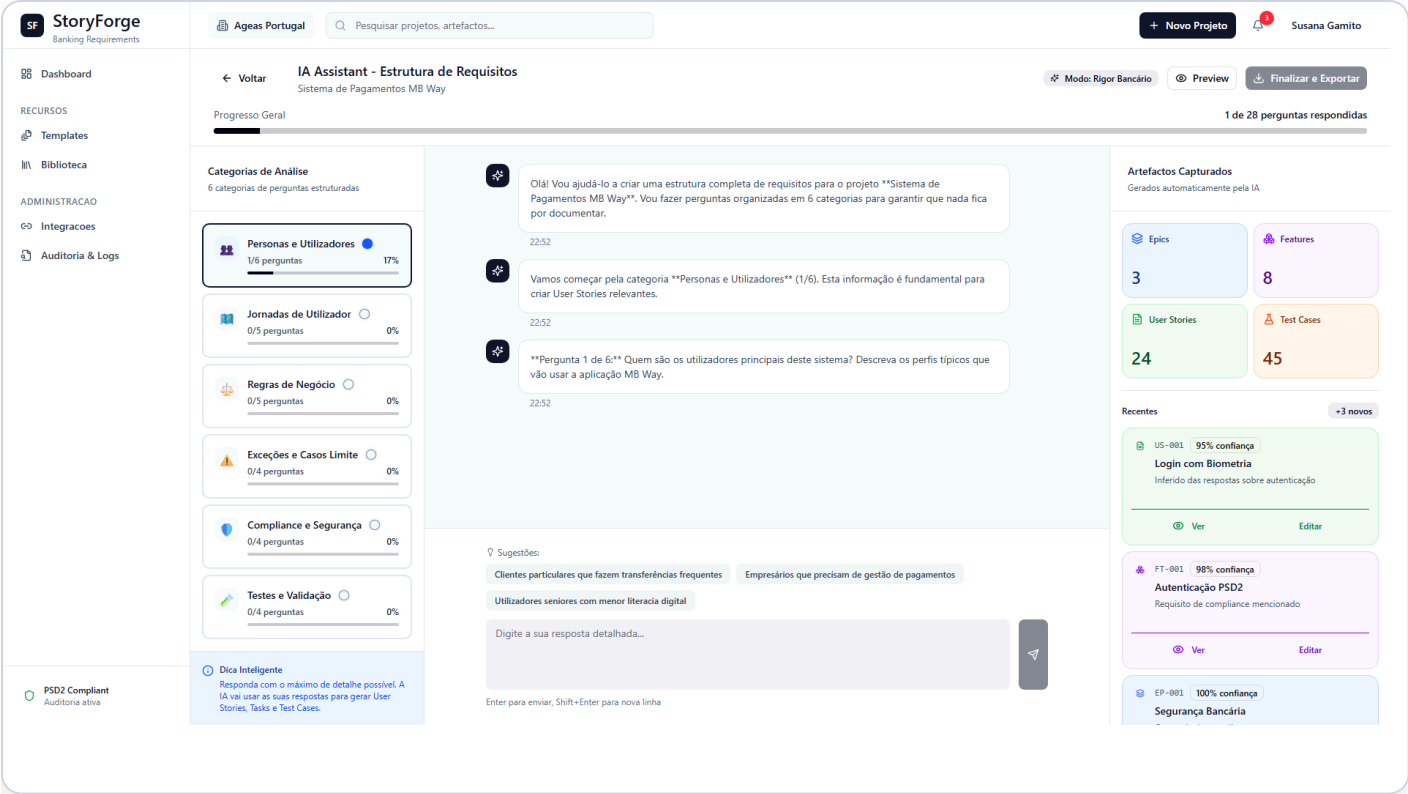 SF
StoryForge
Banking Requirements
Ageas Portugal
Pesquisar projetos, artefactos...
+ Novo Projeto
3
Susana Gamito
Dashboard
RECURSOS
Templates
Biblioteca
ADMINISTRACAO
Integracoes
Auditoria & Logs
PSD2 Compliant
Auditoria ativa
← Voltar
IA Assistant - Estrutura de Requisitos
Sistema de Pagamentos MB Way
Modo: Rigor Bancário
Preview
Finalizar e Exportar
Progresso Geral
1 de 28 perguntas respondidas
Categorias de Análise
6 categorias de perguntas estruturadas
Personas e Utilizadores
1/6 perguntas 17%
Jornadas de Utilizador
0/5 perguntas 0%
Regras de Negócio
0/5 perguntas 0%
Exceções e Casos Limite
0/4 perguntas 0%
Compliance e Segurança
0/4 perguntas 0%
Testes e Validação
0/4 perguntas 0%
Dica Inteligente
Responda com o máximo de detalhe possível. A
IA vai usar as suas respostas para gerar User
Stories, Tasks e Test Cases.
Olá! Vou ajudá-lo a criar uma estrutura completa de requisitos para o projeto **Sistema de
Pagamentos MB Way**. Vou fazer perguntas organizadas em 6 categorias para garantir que nada fica
por documentar.
22:52
Vamos começar pela categoria **Personas e Utilizadores** (1/6). Esta informação é fundamental para
criar User Stories relevantes.
22:52
**Pergunta 1 de 6:** Quem são os utilizadores principais deste sistema? Descreva os perfis típicos que
vão usar a aplicação MB Way.
22:52
Sugestões:
Clientes particulares que fazem transferências frequentes
Empresários que precisam de gestão de pagamentos
Utilizadores seniores com menor literacia digital
Digite a sua resposta detalhada...
Enter para enviar, Shift+Enter para nova linha
Artefactos Capturados
Gerados automaticamente pela IA
Epics
3
Features
8
User Stories
24
Test Cases
45
Recentes
+3 novos
US-001 95% confiança
Login com Biometria
Inferido das respostas sobre autenticação
Ver Editar
FT-001 98% confiança
Autenticação PSD2
Requisito de compliance mencionado
Ver Editar
EP-001 100% confiança
Segurança Bancária